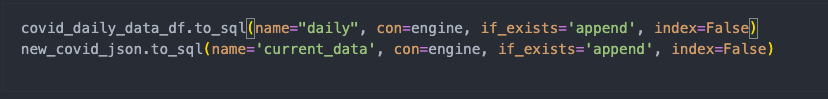 covid_daily_data_df.to_sql(name="daily", con=engine, if_exists='append', index=False)
new_covid_json.to_sql(name='current_data', con=engine, if_exists='append', index=False)